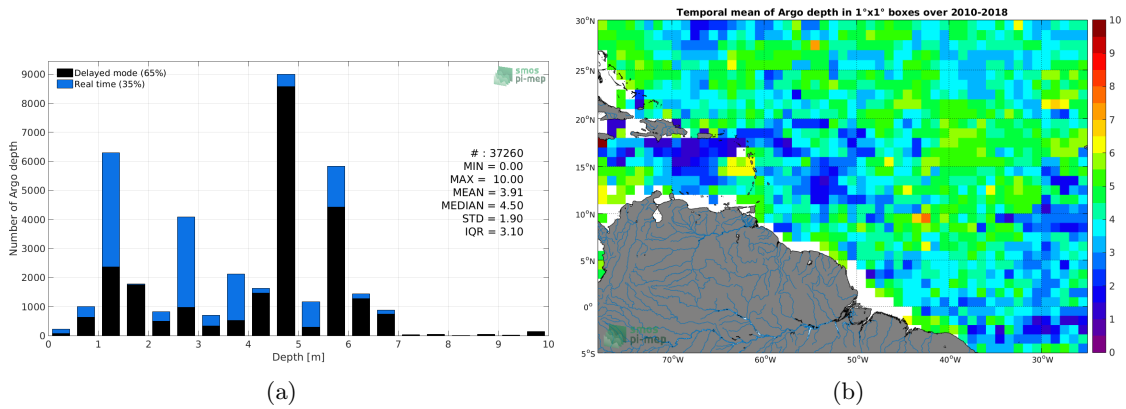 Delayed mode (65%)
Real time (35%)
smos
pi-mep
9000
8000
7000
6000
5000
4000
3000
2000
1000
0
Number of Argo depth
# : 37260
MIN = 0.00
MAX = 10.00
MEAN = 3.91
MEDIAN = 4.50
STD = 1.90
IQR = 3.10
0 1 2 3 4 5 6 7 8 9 10
Depth [m]
(a)
Temporal mean of Argo depth in 1°x1° boxes over 2010-2018
30°N
25°N
20°N
15°N
10°N
5°N
0°
5°S
70°W 60°W 50°W 40°W 30°W
smos
pi-mep
10
9
8
7
6
5
4
3
2
1
0
(b)